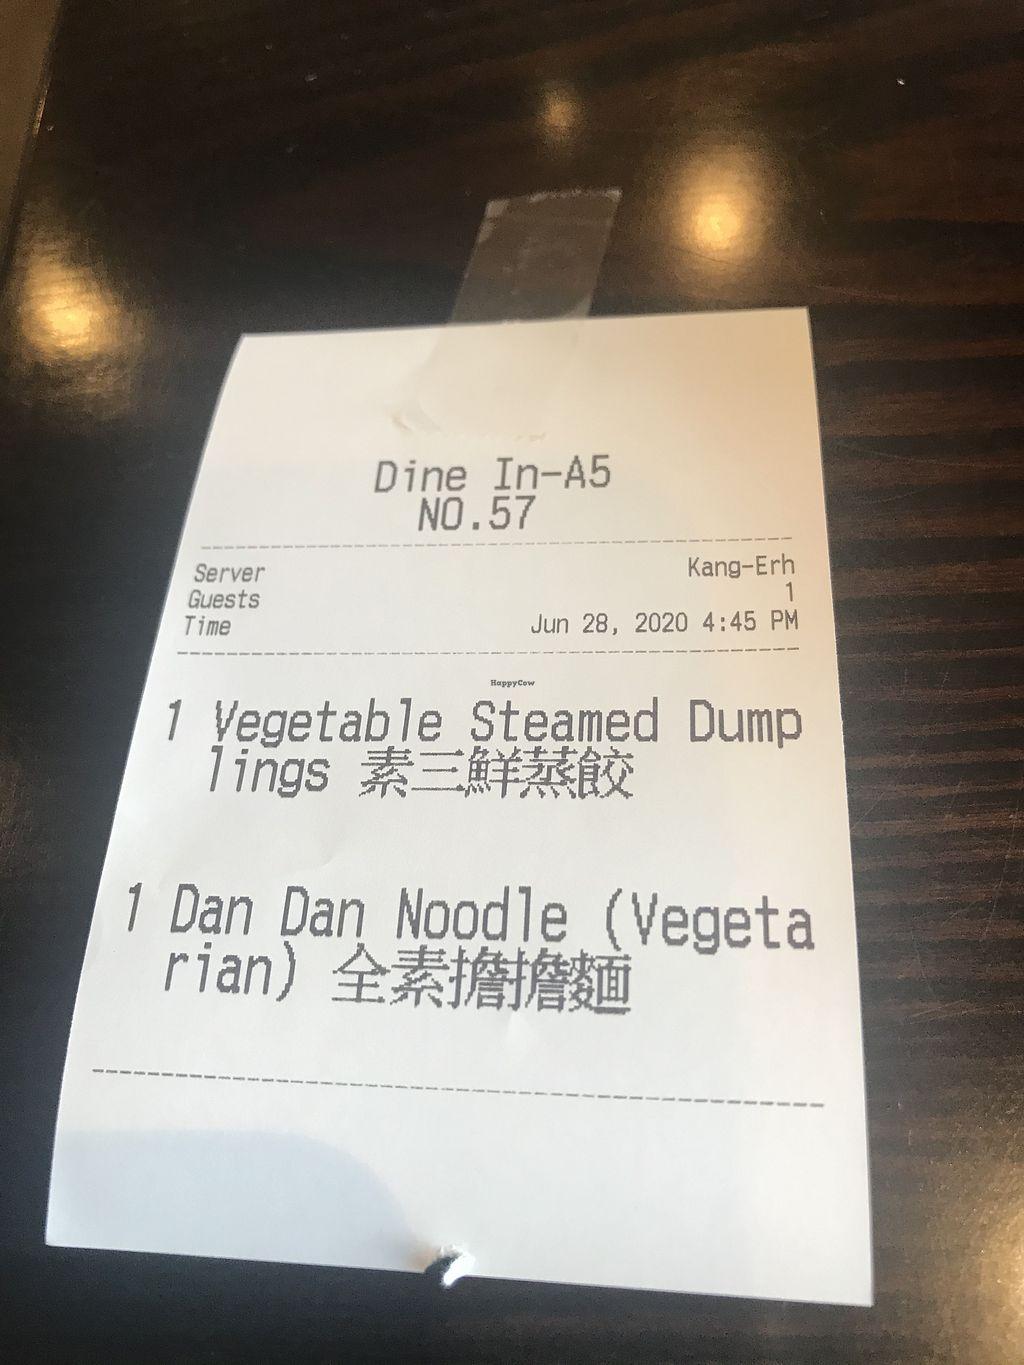 Dine In-A5
NO.57
Server Kang-Erh
Guests 1
Time Jun 28, 2020 4:45 PM
HappyCow
1 Vegetable Steamed Dump
lings 素三鮮蒸餃
1 Dan Dan Noodle (Vegeta
rian) 全素擔擔麵